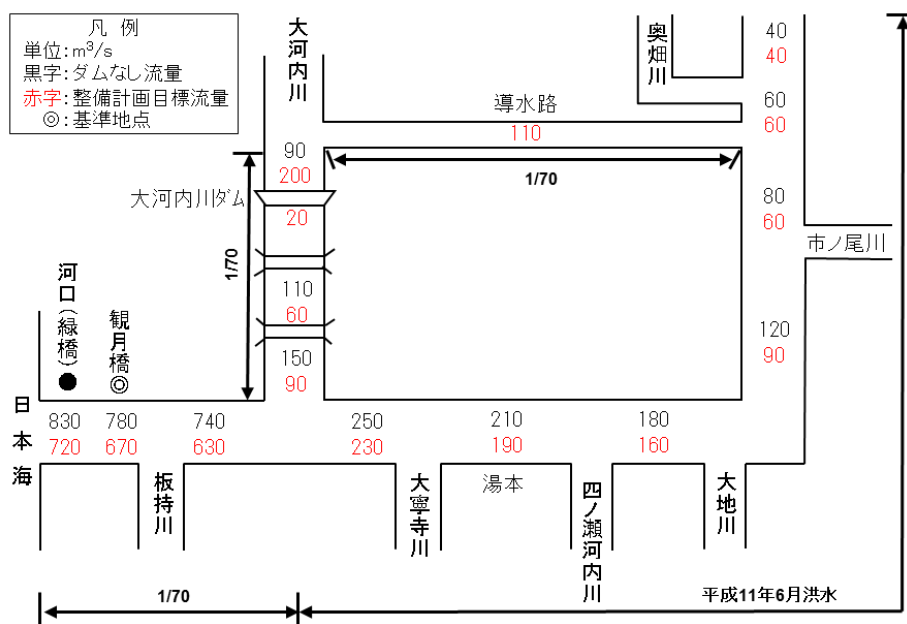 凡 例
単位:m³/s
黒字:ダムなし流量
赤字:整備計画目標流量
◎:基準地点
大河内川
奥畑川
40
40
導水路
110
60
60
90
200
1/70
大河内川ダム
20
80
60
市ノ尾川
1/70
110
60
河口(緑橋)
観月橋
120
90
150
90
日本海
830
780
740
250
210
180
720
670
630
230
190
160
板持川
大寧寺川
湯本
四ノ瀬河内川
大地川
1/70
平成11年6月洪水